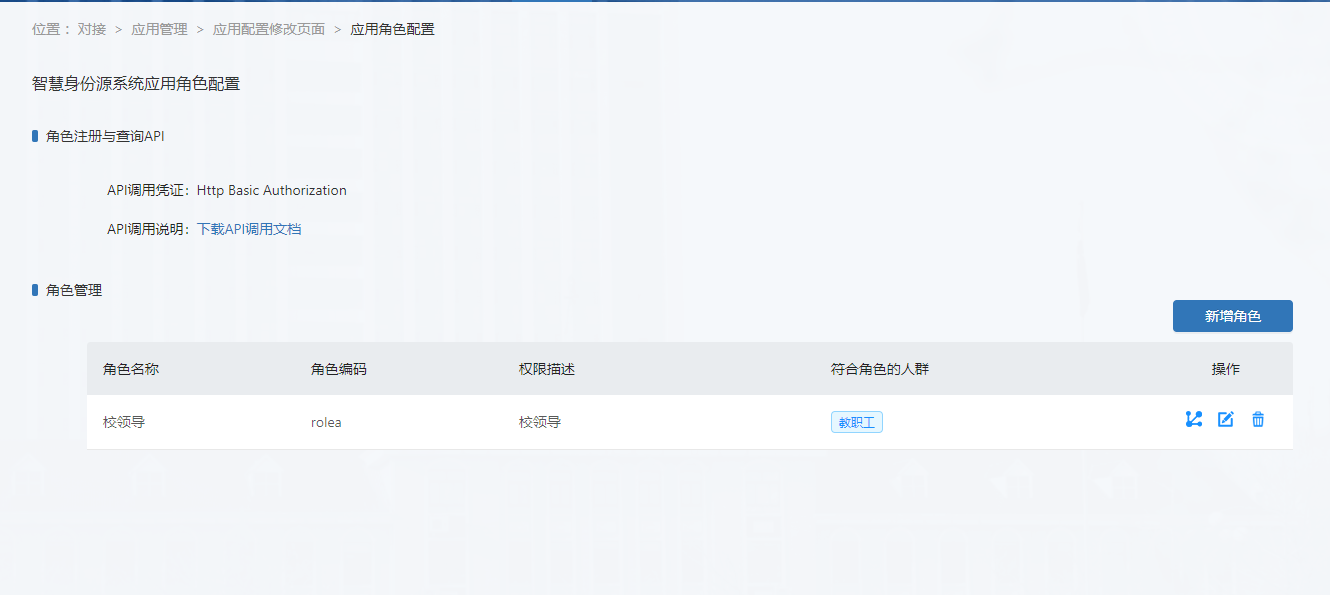 位置： 对接 > 应用管理 > 应用配置修改页面 > 应用角色配置
智慧身份源系统应用角色配置
角色注册与查询API
API调用凭证：Http Basic Authorization
API调用说明：下载API调用文档
角色管理
新增角色
角色名称 角色编码 权限描述 符合角色的人群 操作
校领导 rolea 校领导 教职工